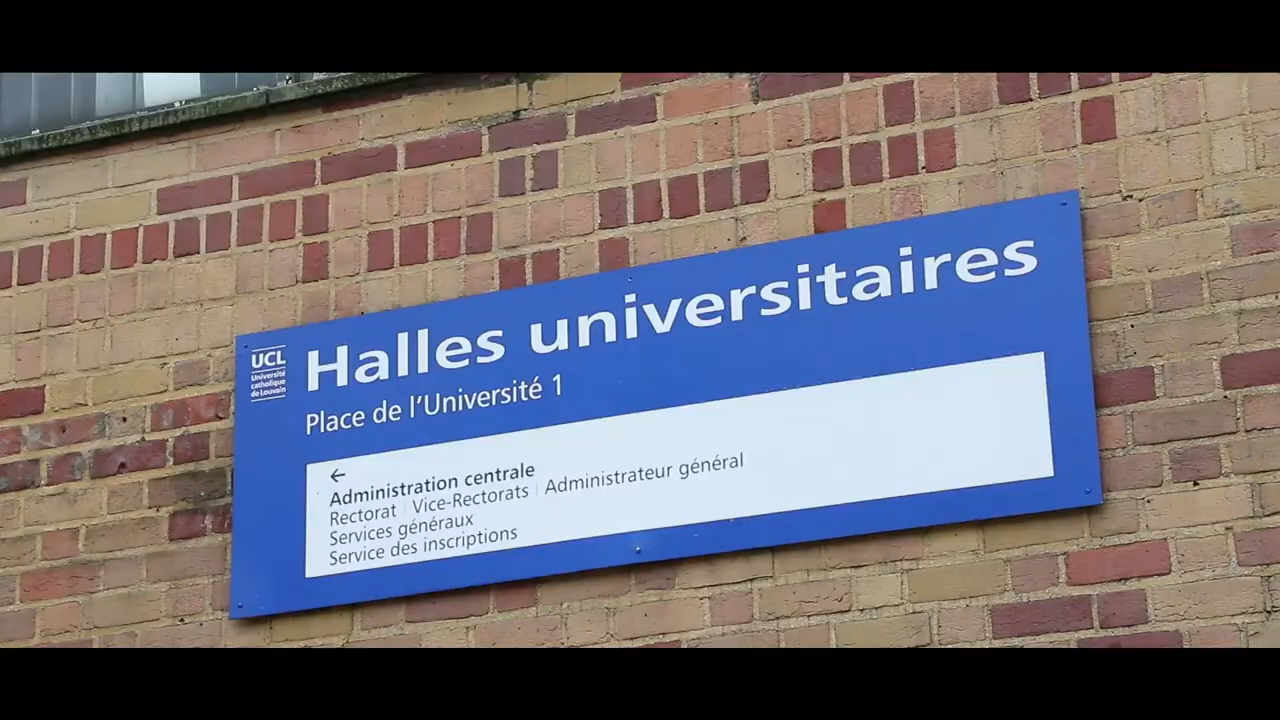 UCL
Université
catholique
de Louvain
Halles universitaires
Place de l'Université 1
←
Administration centrale
Rectorat | Vice-Rectorats | Administrateur général
Services généraux
Service des inscriptions